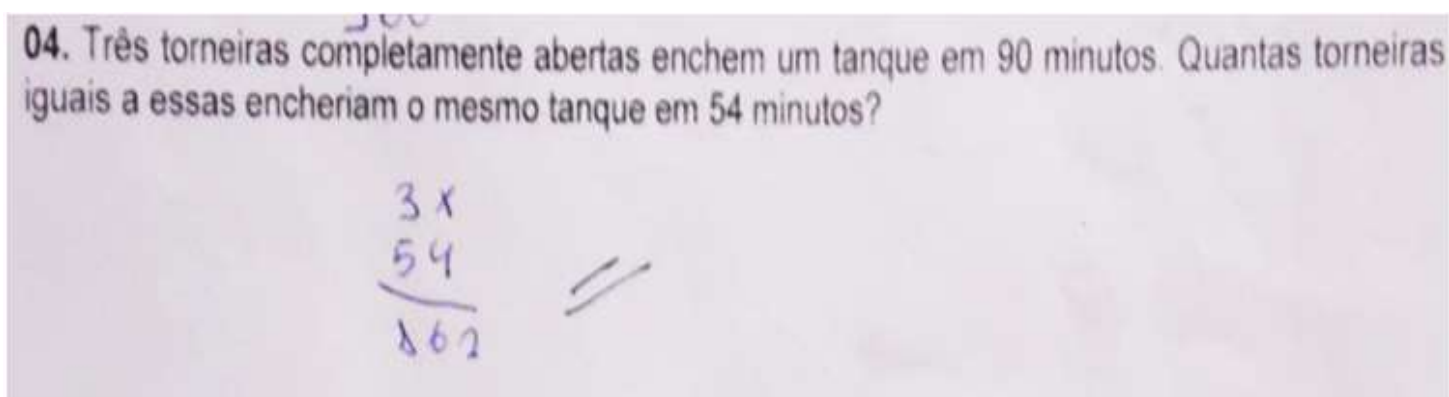 04. Três torneiras completamente abertas enchem um tanque em 90 minutos. Quantas torneiras
iguais a essas encheriam o mesmo tanque em 54 minutos?
3 x
54
162